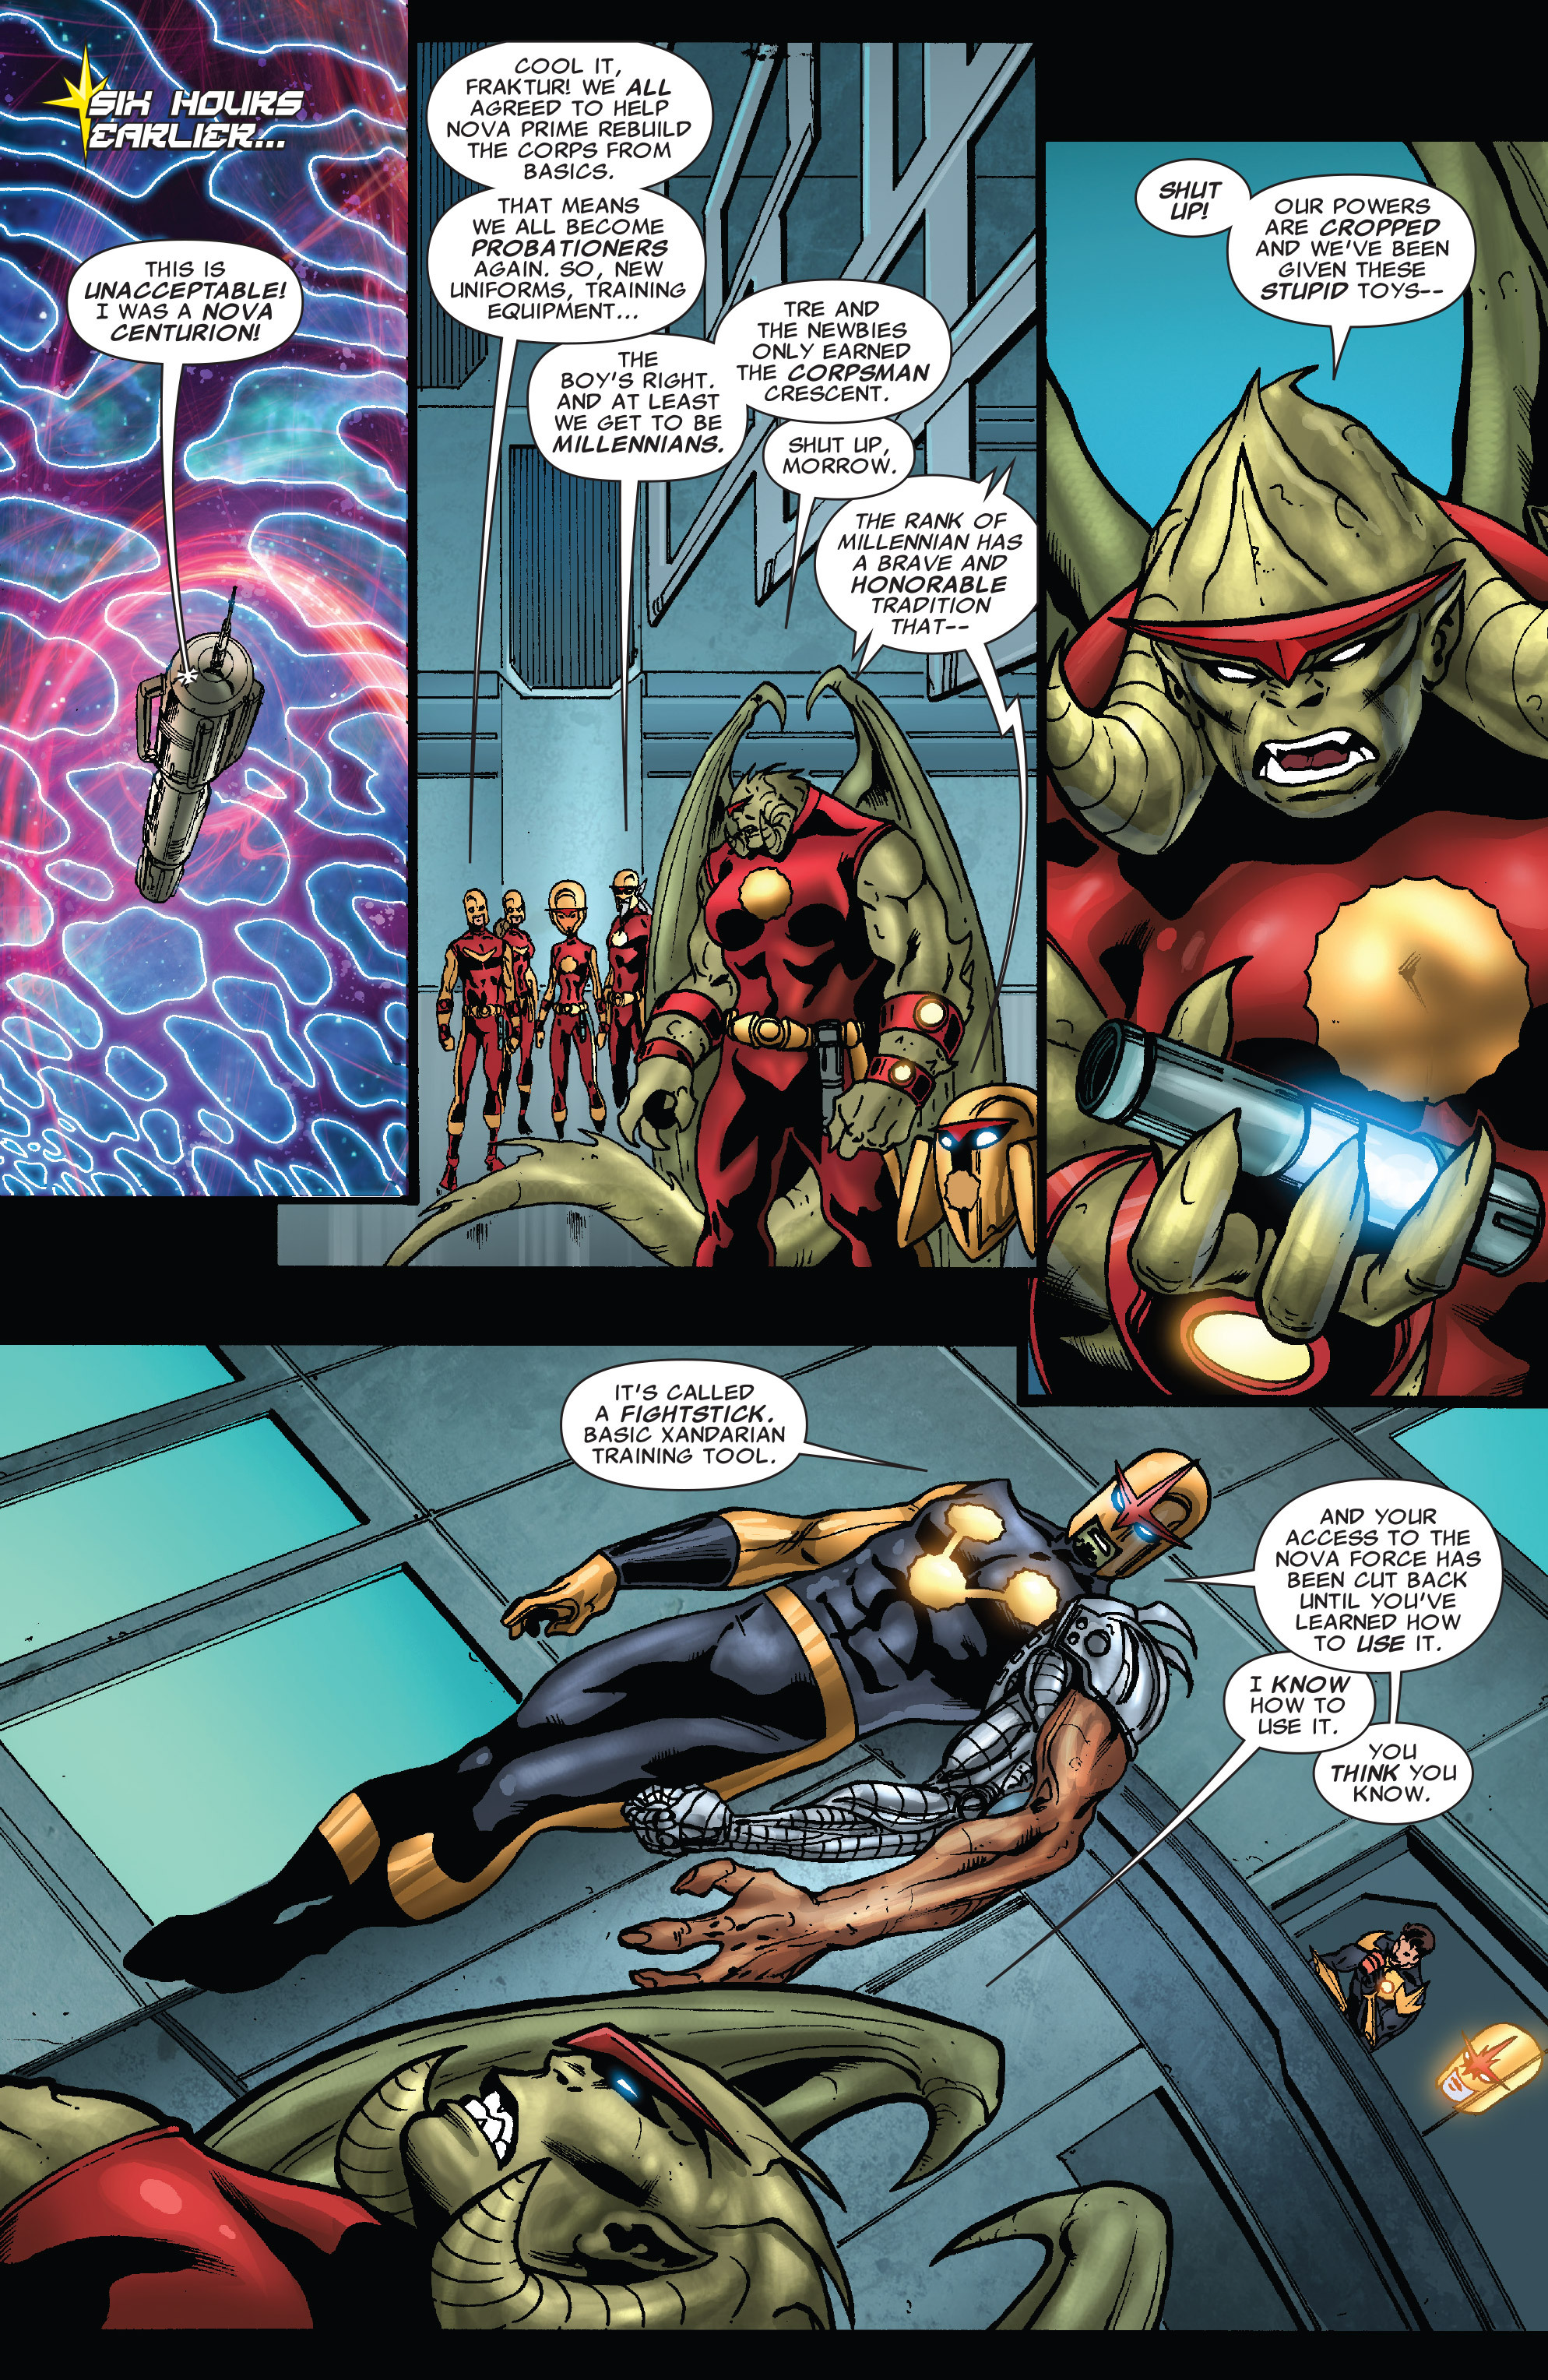 SIX HOURS
EARLIER...
THIS IS
UNACCEPTABLE!
I WAS A NOVA
CENTURION!
COOL IT,
FRAKTUR! WE ALL
AGREED TO HELP
NOVA PRIME REBUILD
THE CORPS FROM
BASICS.
THAT MEANS
WE ALL BECOME
PROBATIONERS
AGAIN. SO, NEW
UNIFORMS, TRAINING
EQUIPMENT...
THE
BOY'S RIGHT.
AND AT LEAST
WE GET TO BE
MILLENNIANS.
TRE AND
THE NEWBIES
ONLY EARNED
THE CORPSMAN
CRESCENT.
SHUT UP,
MORROW.
THE RANK OF
MILLENNIAN HAS
A BRAVE AND
HONORABLE
TRADITION
THAT--
SHUT
UP!
OUR POWERS
ARE CROPPED
AND WE'VE BEEN
GIVEN THESE
STUPID TOYS--
IT'S CALLED
A FIGHTSTICK.
BASIC XANDARIAN
TRAINING TOOL.
AND YOUR
ACCESS TO THE
NOVA FORCE HAS
BEEN CUT BACK
UNTIL YOU'VE
LEARNED HOW
TO USE IT.
I KNOW
HOW TO
USE IT.
YOU
THINK YOU
KNOW.